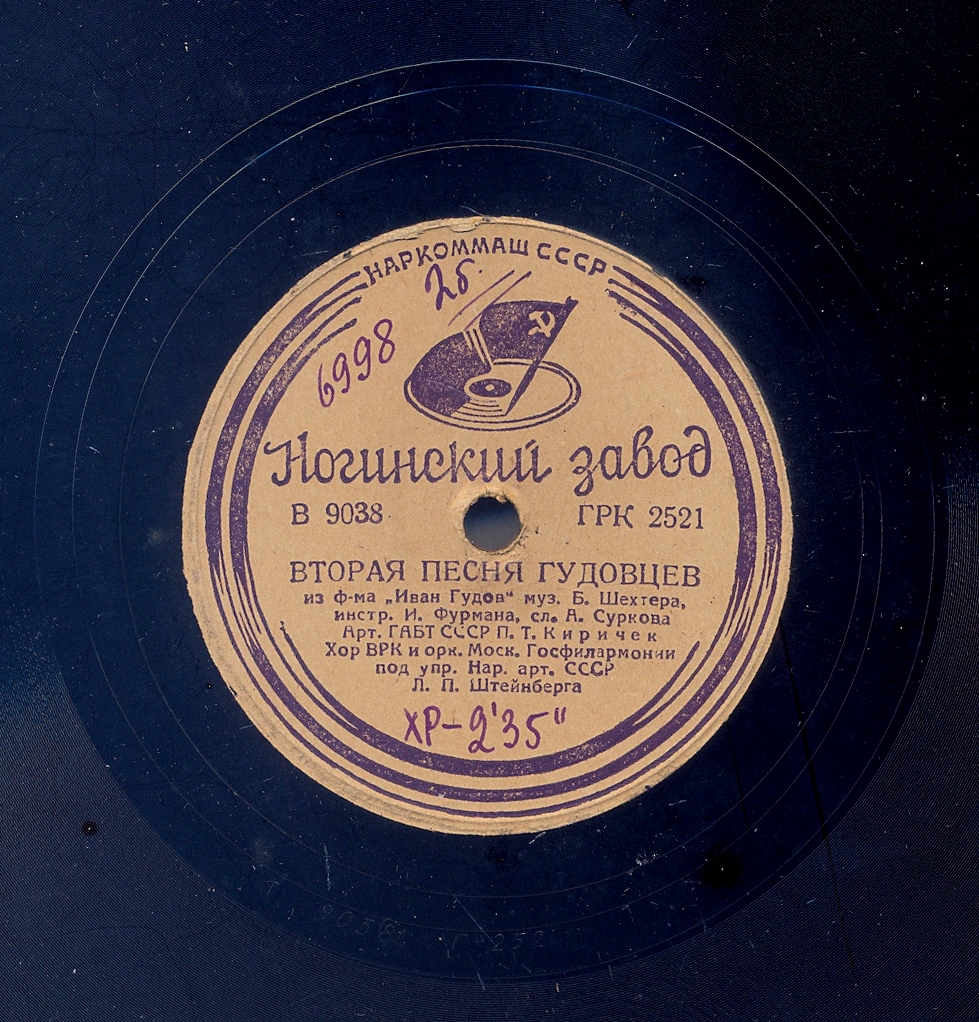 НАРКОММАШ СССР
2б.
6998
Ногинский завод
В 9038 ГРК 2521
ВТОРАЯ ПЕСНЯ ГУДОВЦЕВ
из ф-ма „Иван Гудов“ муз. Б. Шехтера,
инстр. И. Фурмана, сл. А. Суркова
Арт. ГАБТ СССР П. Т. Киричек
Хор ВРК и орк. Моск. Госфилармонии
под упр. Нар. арт. СССР
Л. П. Штейнберга
ХР-2'35"